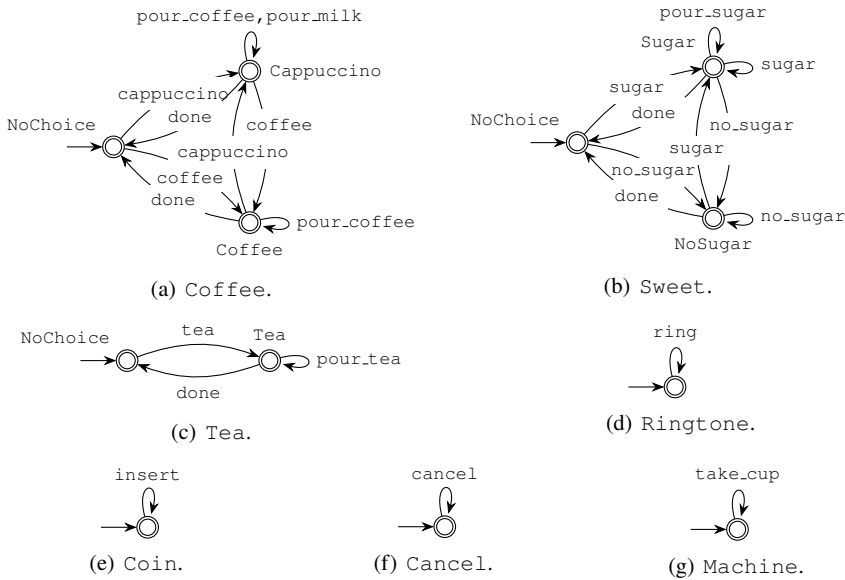 pour_coffee,pour_milk
Cappuccino
cappuccino
done
NoChoice
coffee
cappuccino
coffee
done
pour_coffee
Coffee
(a) Coffee.
pour_sugar
Sugar
sugar
sugar
done
NoChoice
no_sugar
sugar
no_sugar
done
no_sugar
NoSugar
(b) Sweet.
NoChoice
tea
Tea
pour_tea
done
(c) Tea.
ring
(d) Ringtone.
insert
(e) Coin.
cancel
(f) Cancel.
take_cup
(g) Machine.